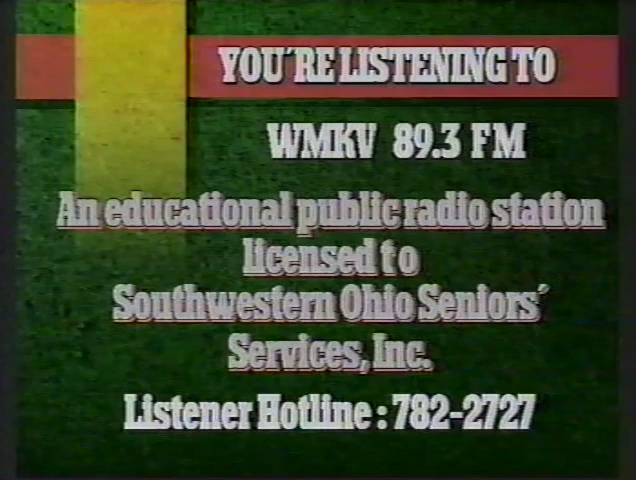 YOU´RE LISTENING TO
WMKV 89.3 FM
An educational public radio station
licensed to
Southwestern Ohio Seniors´
Services, Inc.
Listener Hotline : 782-2727